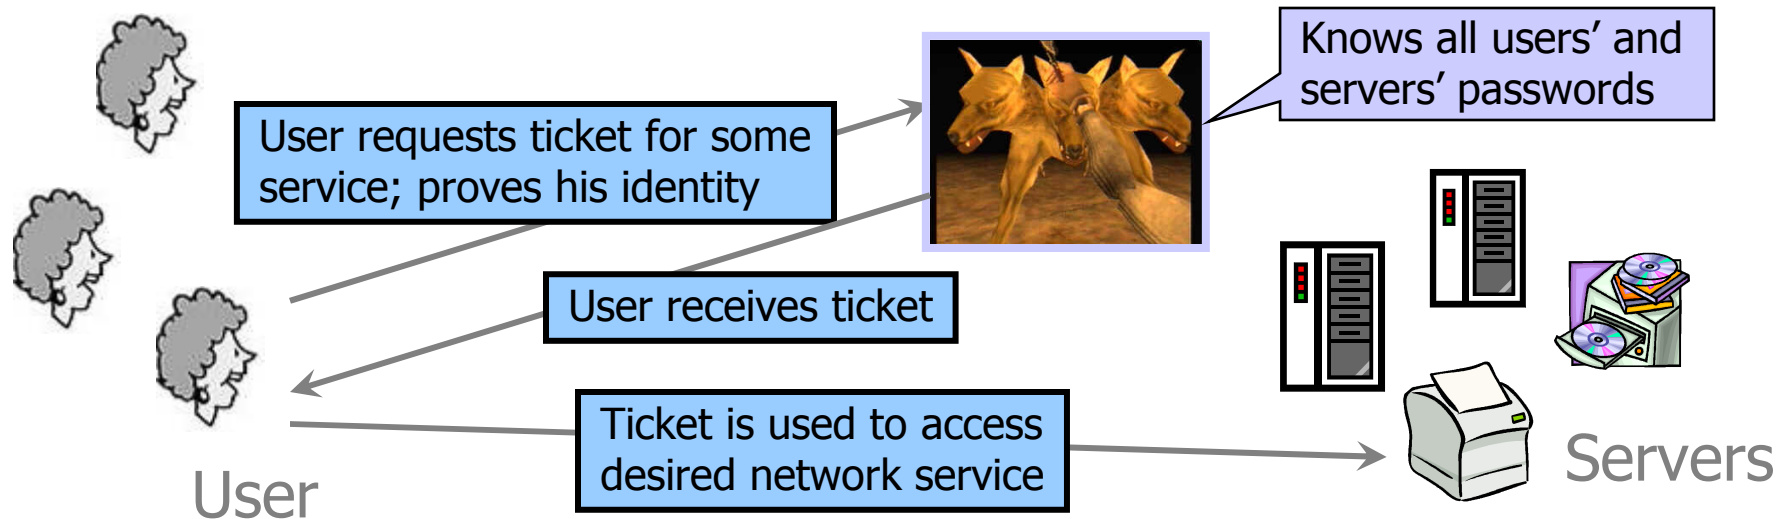 Knows all users’ and
servers’ passwords
User requests ticket for some
service; proves his identity
User receives ticket
Ticket is used to access
desired network service
User
Servers